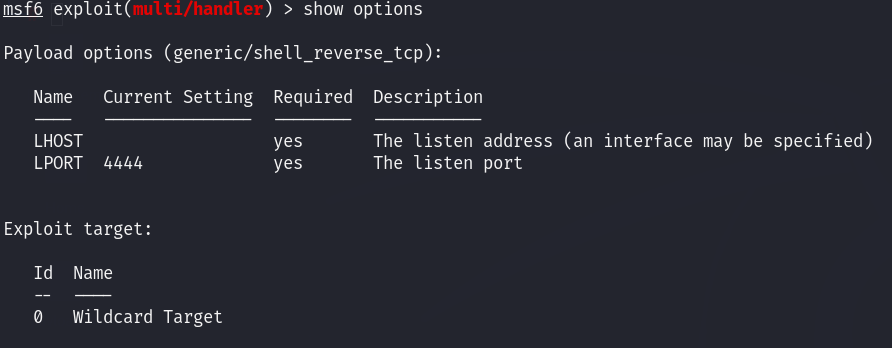 msf6 exploit(multi/handler) > show options
Payload options (generic/shell_reverse_tcp):
Name Current Setting Required Description
---- --------------- -------- -----------
LHOST yes The listen address (an interface may be specified)
LPORT 4444 yes The listen port
Exploit target:
Id Name
-- ----
0 Wildcard Target